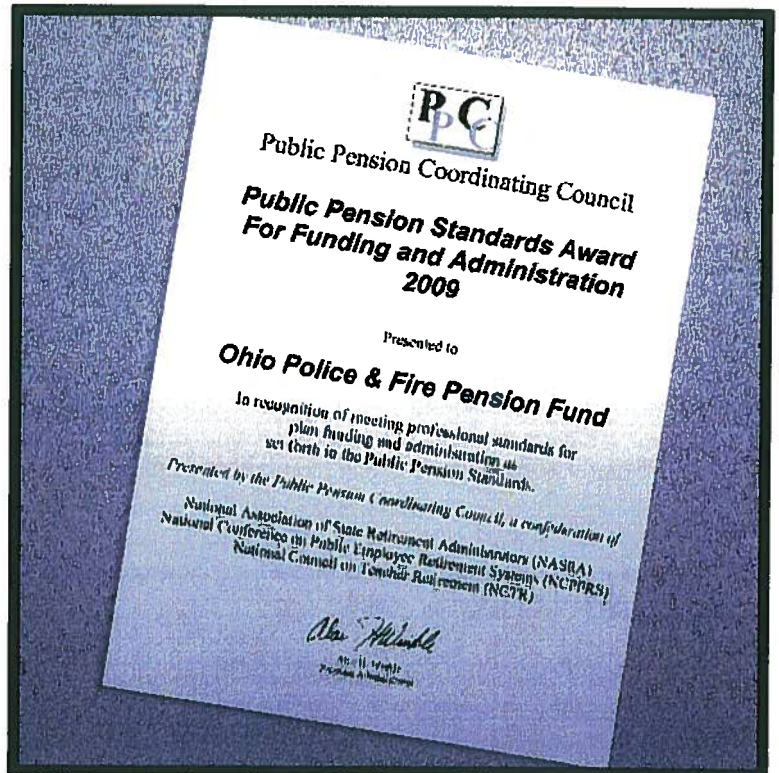 PPCC
Public Pension Coordinating Council
Public Pension Standards Award
For Funding and Administration
2009
Presented to
Ohio Police & Fire Pension Fund
In recognition of meeting professional standards for
plan funding and administration as
set forth in the Public Pension Standards.
Presented by the Public Pension Coordinating Council, a confederation of
National Association of State Retirement Administrators (NASRA)
National Conference on Public Employee Retirement Systems (NCPERS)
National Council on Teacher Retirement (NCTR)